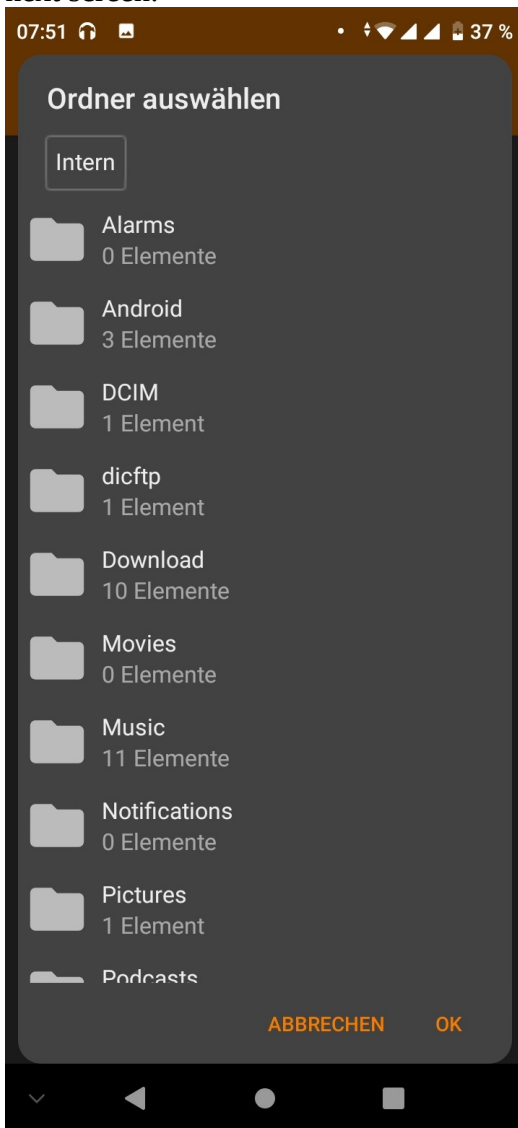 07:51
37 %
Ordner auswählen
Intern
Alarms
0 Elemente
Android
3 Elemente
DCIM
1 Element
dicftp
1 Element
Download
10 Elemente
Movies
0 Elemente
Music
11 Elemente
Notifications
0 Elemente
Pictures
1 Element
Podcasts
ABBRECHEN OK